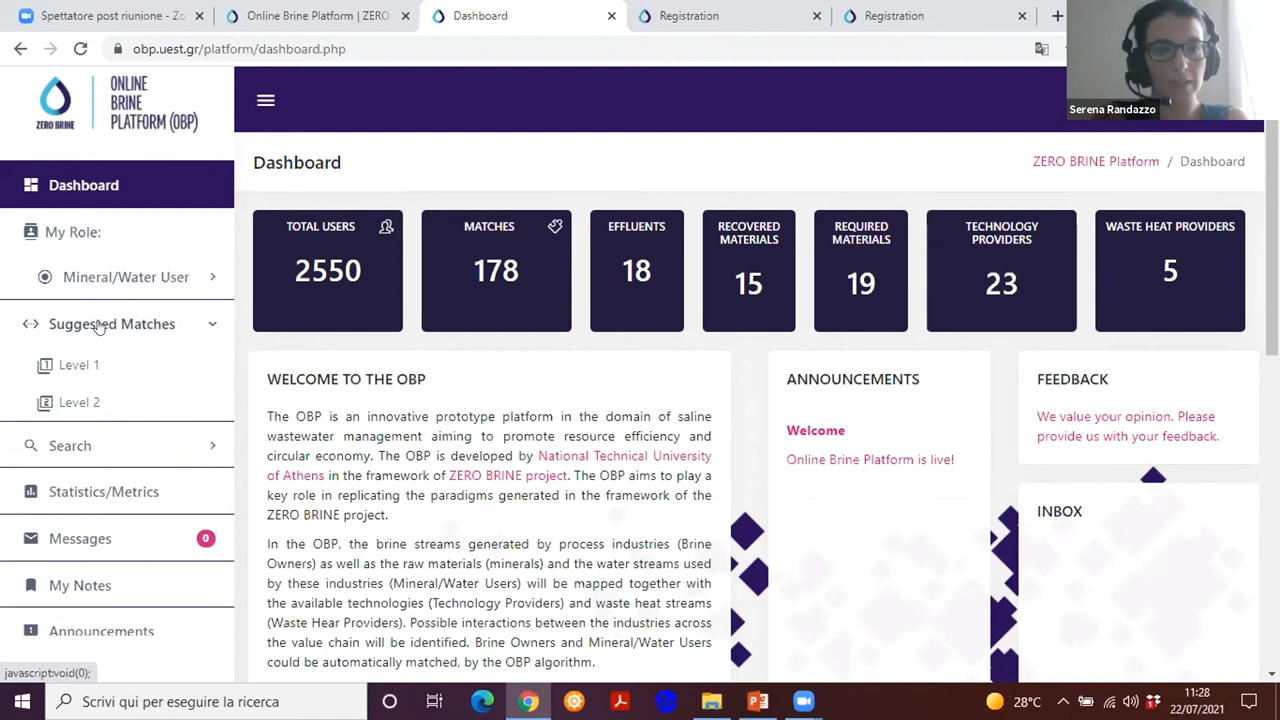 Spettatore post riunione - Zo
Online Brine Platform | ZERO
Dashboard
Registration
Registration
obp.uest.gr/platform/dashboard.php
Serena Randazzo
ZERO BRINE
ONLINE
BRINE
PLATFORM (OBP)
Dashboard
My Role:
Mineral/Water User
Suggested Matches
Level 1
Level 2
Search
Statistics/Metrics
Messages
0
My Notes
Announcements
javascript:void(0);
Dashboard
ZERO BRINE Platform / Dashboard
TOTAL USERS
2550
MATCHES
178
EFFLUENTS
18
RECOVERED
MATERIALS
15
REQUIRED
MATERIALS
19
TECHNOLOGY
PROVIDERS
23
WASTE HEAT PROVIDERS
5
WELCOME TO THE OBP
The OBP is an innovative prototype platform in the domain of saline
wastewater management aiming to promote resource efficiency and
circular economy. The OBP is developed by National Technical University
of Athens in the framework of ZERO BRINE project. The OBP aims to play a
key role in replicating the paradigms generated in the framework of the
ZERO BRINE project.
In the OBP, the brine streams generated by process industries (Brine
Owners) as well as the raw materials (minerals) and the water streams used
by these industries (Mineral/Water Users) will be mapped together with
the available technologies (Technology Providers) and waste heat streams
(Waste Heat Providers). Possible interactions between the industries across
the value chain will be identified. Brine Owners and Mineral/Water Users
could be automatically matched, by the OBP algorithm.
ANNOUNCEMENTS
Welcome
Online Brine Platform is live!
FEEDBACK
We value your opinion. Please
provide us with your feedback.
INBOX
Scrivi qui per eseguire la ricerca
28°C
11:28
22/07/2021